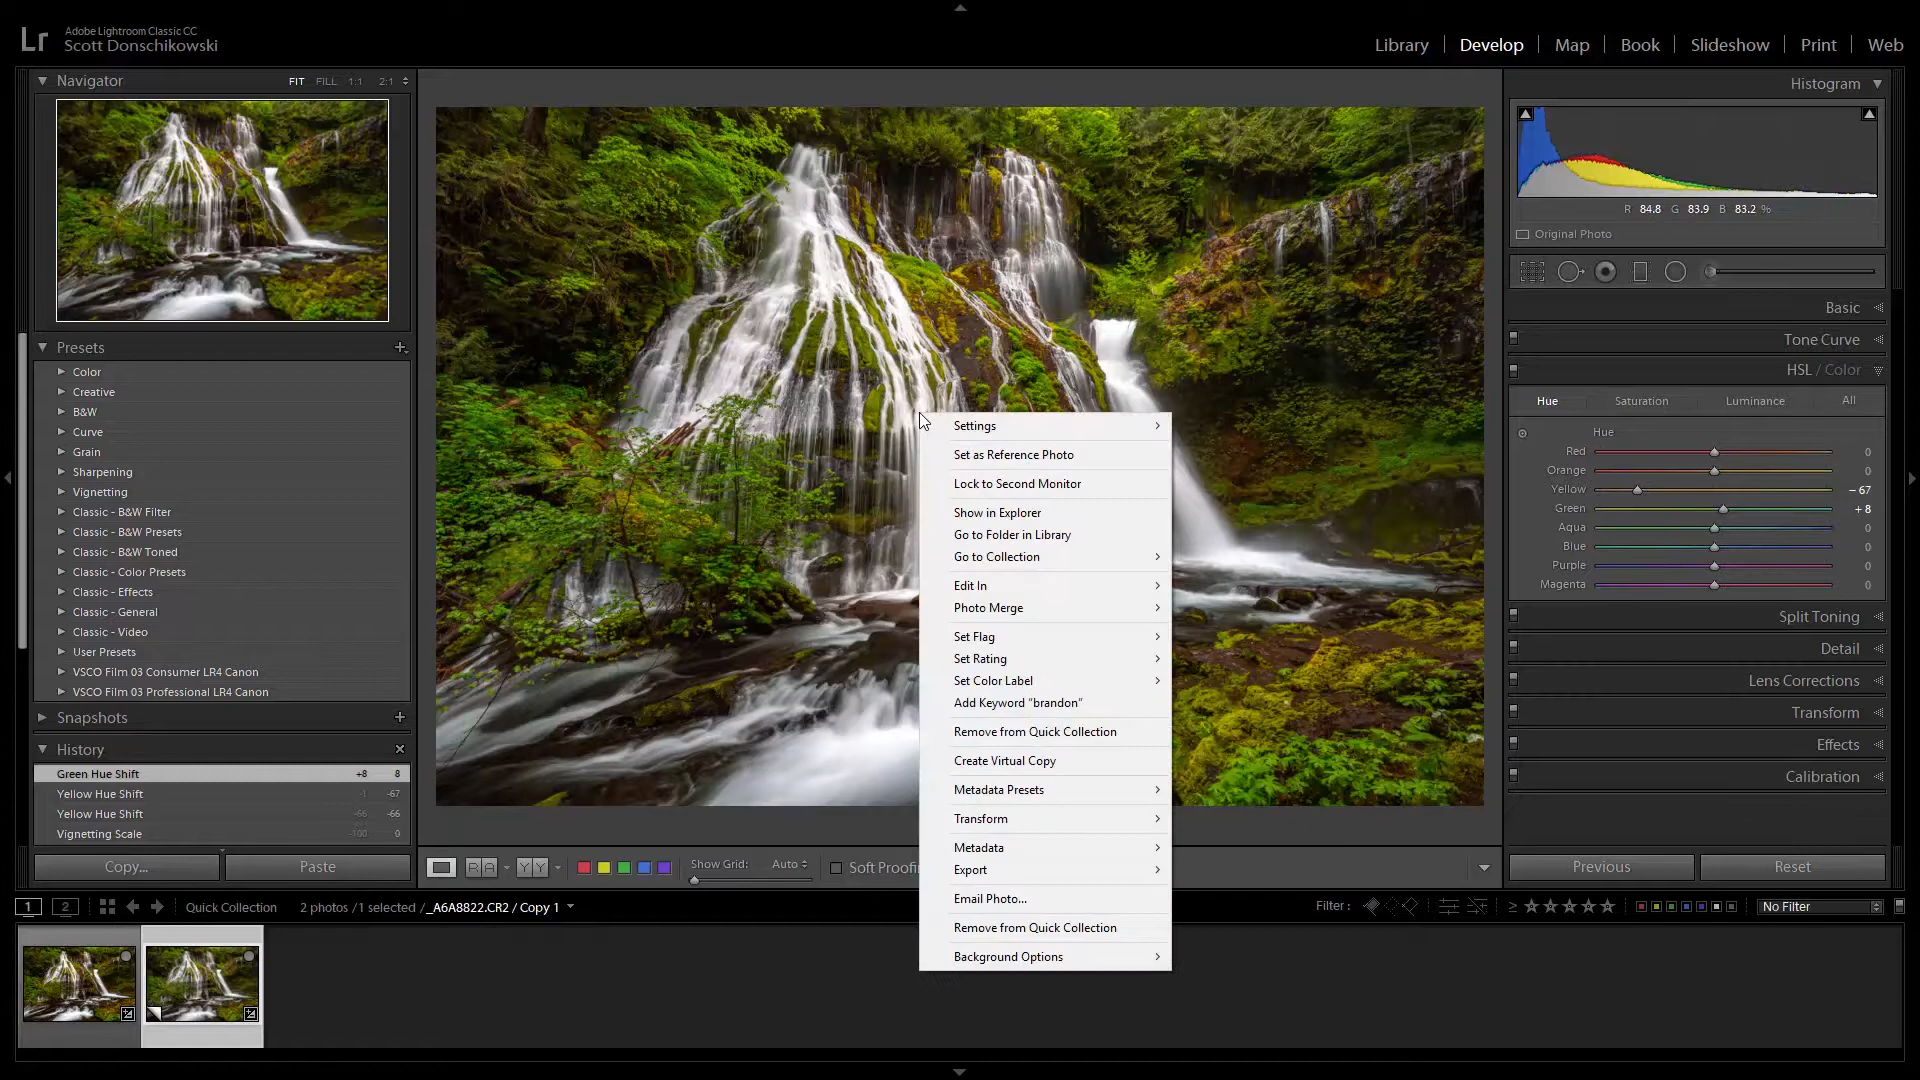 Lr
Adobe Lightroom Classic CC
Scott Donschikowski
Library
Develop
Map
Book
Slideshow
Print
Web
Navigator
FIT
FILL
1:1
2:1
Presets
Color
Creative
B&W
Curve
Grain
Sharpening
Vignetting
Classic - B&W Filter
Classic - B&W Presets
Classic - B&W Toned
Classic - Color Presets
Classic - Effects
Classic - General
Classic - Video
User Presets
VSCO Film 03 Consumer LR4 Canon
VSCO Film 03 Professional LR4 Canon
Snapshots
History
Green Hue Shift +8 8
Yellow Hue Shift -1 -67
Yellow Hue Shift -66 -66
Vignetting Scale -100 0
Copy...
Paste
Settings
Set as Reference Photo
Lock to Second Monitor
Show in Explorer
Go to Folder in Library
Go to Collection
Edit In
Photo Merge
Set Flag
Set Rating
Set Color Label
Add Keyword "brandon"
Remove from Quick Collection
Create Virtual Copy
Metadata Presets
Transform
Metadata
Export
Email Photo...
Remove from Quick Collection
Background Options
R A
Y Y
Show Grid:
Auto
Soft Proofin
Histogram
R 84.8 G 83.9 B 83.2 %
Original Photo
Basic
Tone Curve
HSL / Color
Hue
Saturation
Luminance
All
Hue
Red 0
Orange 0
Yellow - 67
Green + 8
Aqua 0
Blue 0
Purple 0
Magenta 0
Split Toning
Detail
Lens Corrections
Transform
Effects
Calibration
Previous
Reset
1
2
Quick Collection
2 photos / 1 selected / _A6A8822.CR2 / Copy 1
Filter :
≥
No Filter